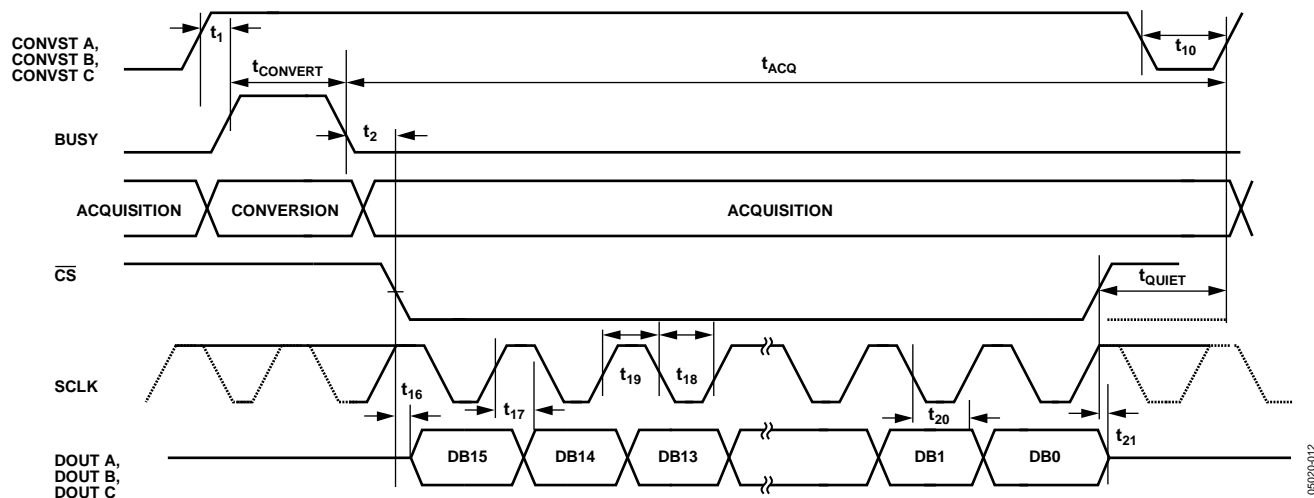 CONVST A,
CONVST B,
CONVST C
t1
tCONVERT
tACQ
t10
BUSY
t2
ACQUISITION
CONVERSION
ACQUISITION
CS
tQUIET
SCLK
t16
t17
t19
t18
t20
t21
DOUT A,
DOUT B,
DOUT C
DB15
DB14
DB13
DB1
DB0
05020-012